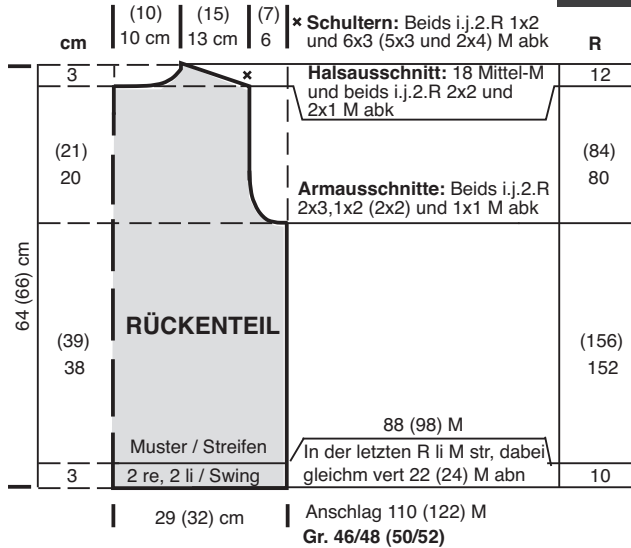 (10) (15) (7)
cm 10 cm 13 cm 6 × Schultern: Beids i.j.2.R 1x2
und 6x3 (5x3 und 2x4) M abk R
3 × Halsausschnitt: 18 Mittel-M 12
und beids i.j.2.R 2x2 und
2x1 M abk
(21) (84)
20 80
Armausschnitte: Beids i.j.2.R
2x3,1x2 (2x2) und 1x1 M abk
64 (66) cm
RÜCKENTEIL
(39) (156)
38 152
88 (98) M
Muster / Streifen In der letzten R li M str, dabei
3 2 re, 2 li / Swing gleichm vert 22 (24) M abn 10
29 (32) cm Anschlag 110 (122) M
Gr. 46/48 (50/52)